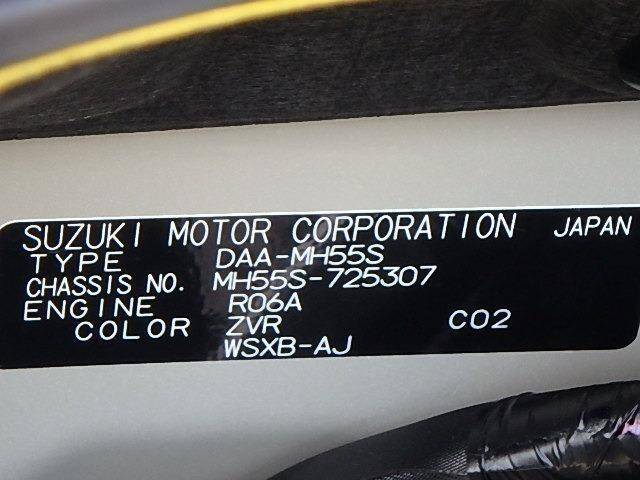 SUZUKI MOTOR CORPORATION JAPAN
TYPE DAA-MH55S
CHASSIS NO. MH55S-725307
ENGINE R06A
COLOR ZVR C02
WSXB-AJ